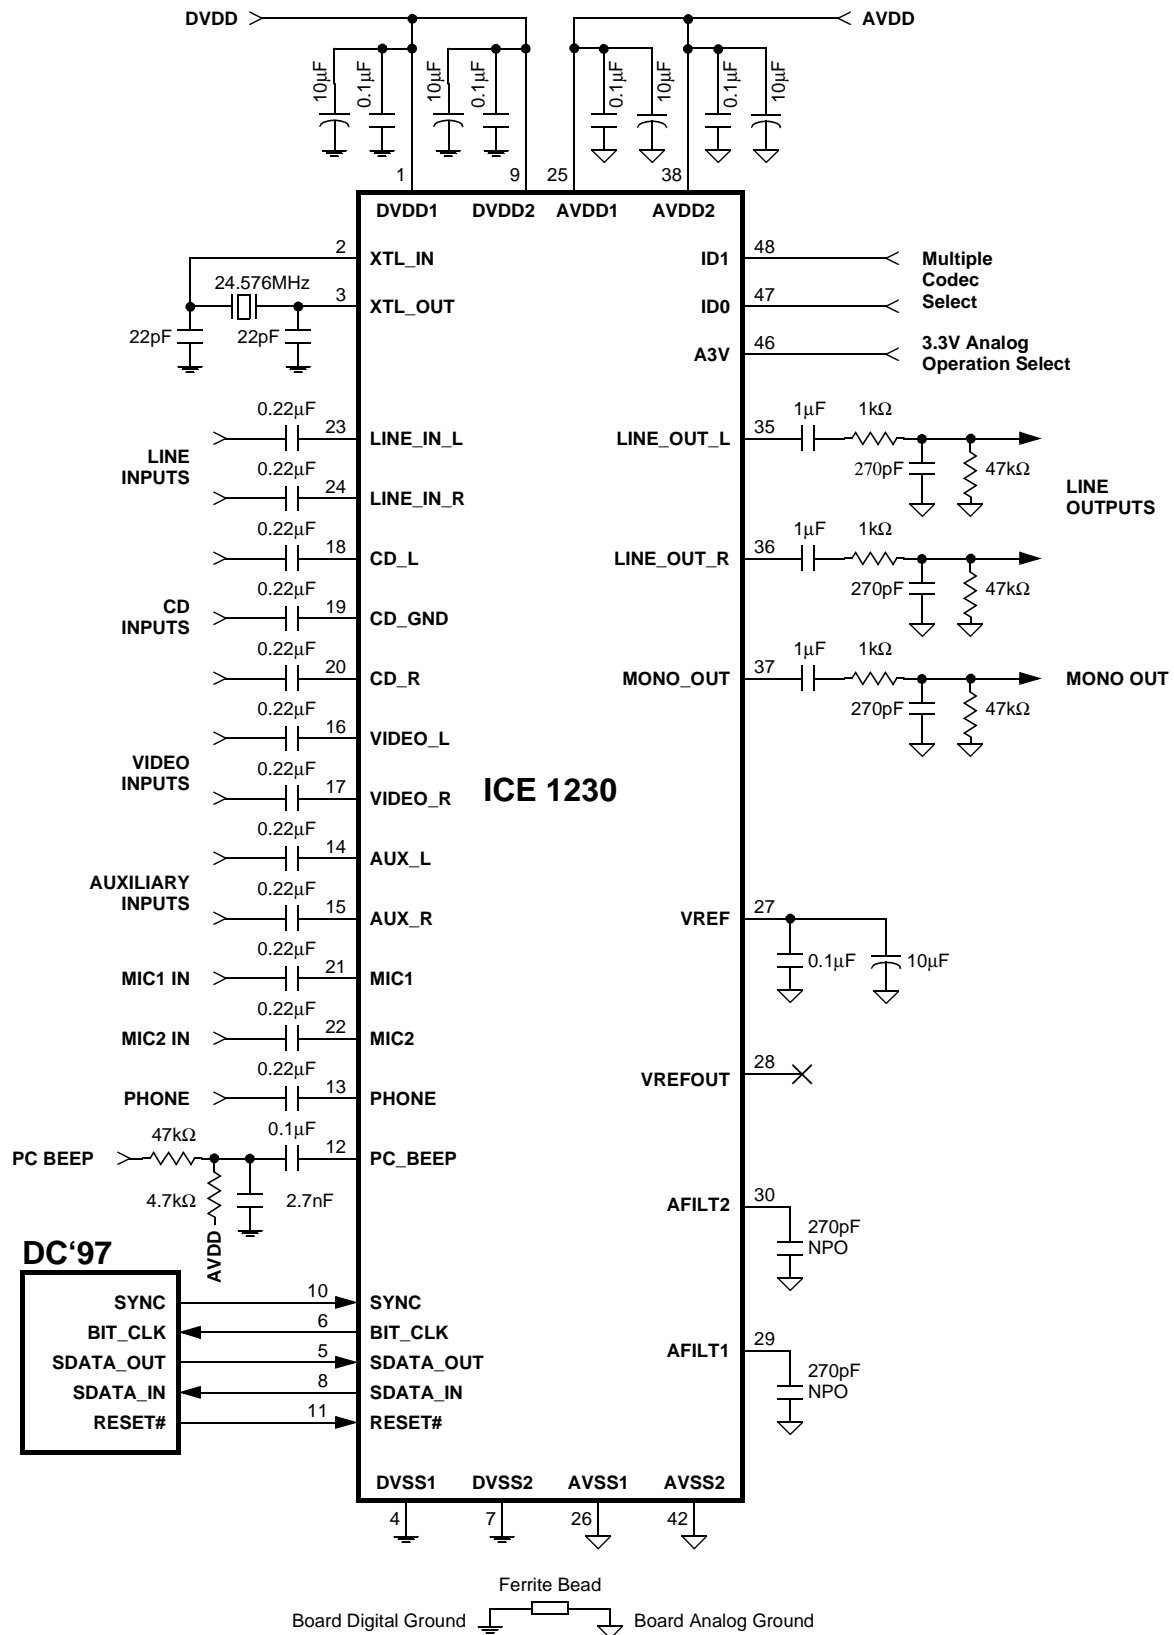 DVDD
AVDD
10μF
0.1μF
10μF
0.1μF
0.1μF
10μF
0.1μF
10μF
1
9
25
38
DVDD1
DVDD2
AVDD1
AVDD2
2
XTL_IN
24.576MHz
3
XTL_OUT
22pF
22pF
ID1
48
Multiple
Codec
Select
ID0
47
A3V
46
3.3V Analog
Operation Select
LINE
INPUTS
0.22μF
23
LINE_IN_L
0.22μF
24
LINE_IN_R
CD
INPUTS
0.22μF
18
CD_L
0.22μF
19
CD_GND
0.22μF
20
CD_R
VIDEO
INPUTS
0.22μF
16
VIDEO_L
0.22μF
17
VIDEO_R
AUXILIARY
INPUTS
0.22μF
14
AUX_L
0.22μF
15
AUX_R
MIC1 IN
0.22μF
21
MIC1
MIC2 IN
0.22μF
22
MIC2
PHONE
0.22μF
13
PHONE
PC BEEP
47kΩ
0.1μF
12
PC_BEEP
4.7kΩ
2.7nF
AVDD
ICE 1230
LINE_OUT_L
35
1μF
1kΩ
270pF
47kΩ
LINE
OUTPUTS
LINE_OUT_R
36
1μF
1kΩ
270pF
47kΩ
MONO_OUT
37
1μF
1kΩ
270pF
47kΩ
MONO OUT
VREF
27
0.1μF
10μF
VREFOUT
28
AFILT2
30
270pF
NPO
AFILT1
29
270pF
NPO
DC‘97
SYNC
10
SYNC
BIT_CLK
6
BIT_CLK
SDATA_OUT
5
SDATA_OUT
SDATA_IN
8
SDATA_IN
RESET#
11
RESET#
DVSS1
DVSS2
AVSS1
AVSS2
4
7
26
42
Ferrite Bead
Board Digital Ground
Board Analog Ground